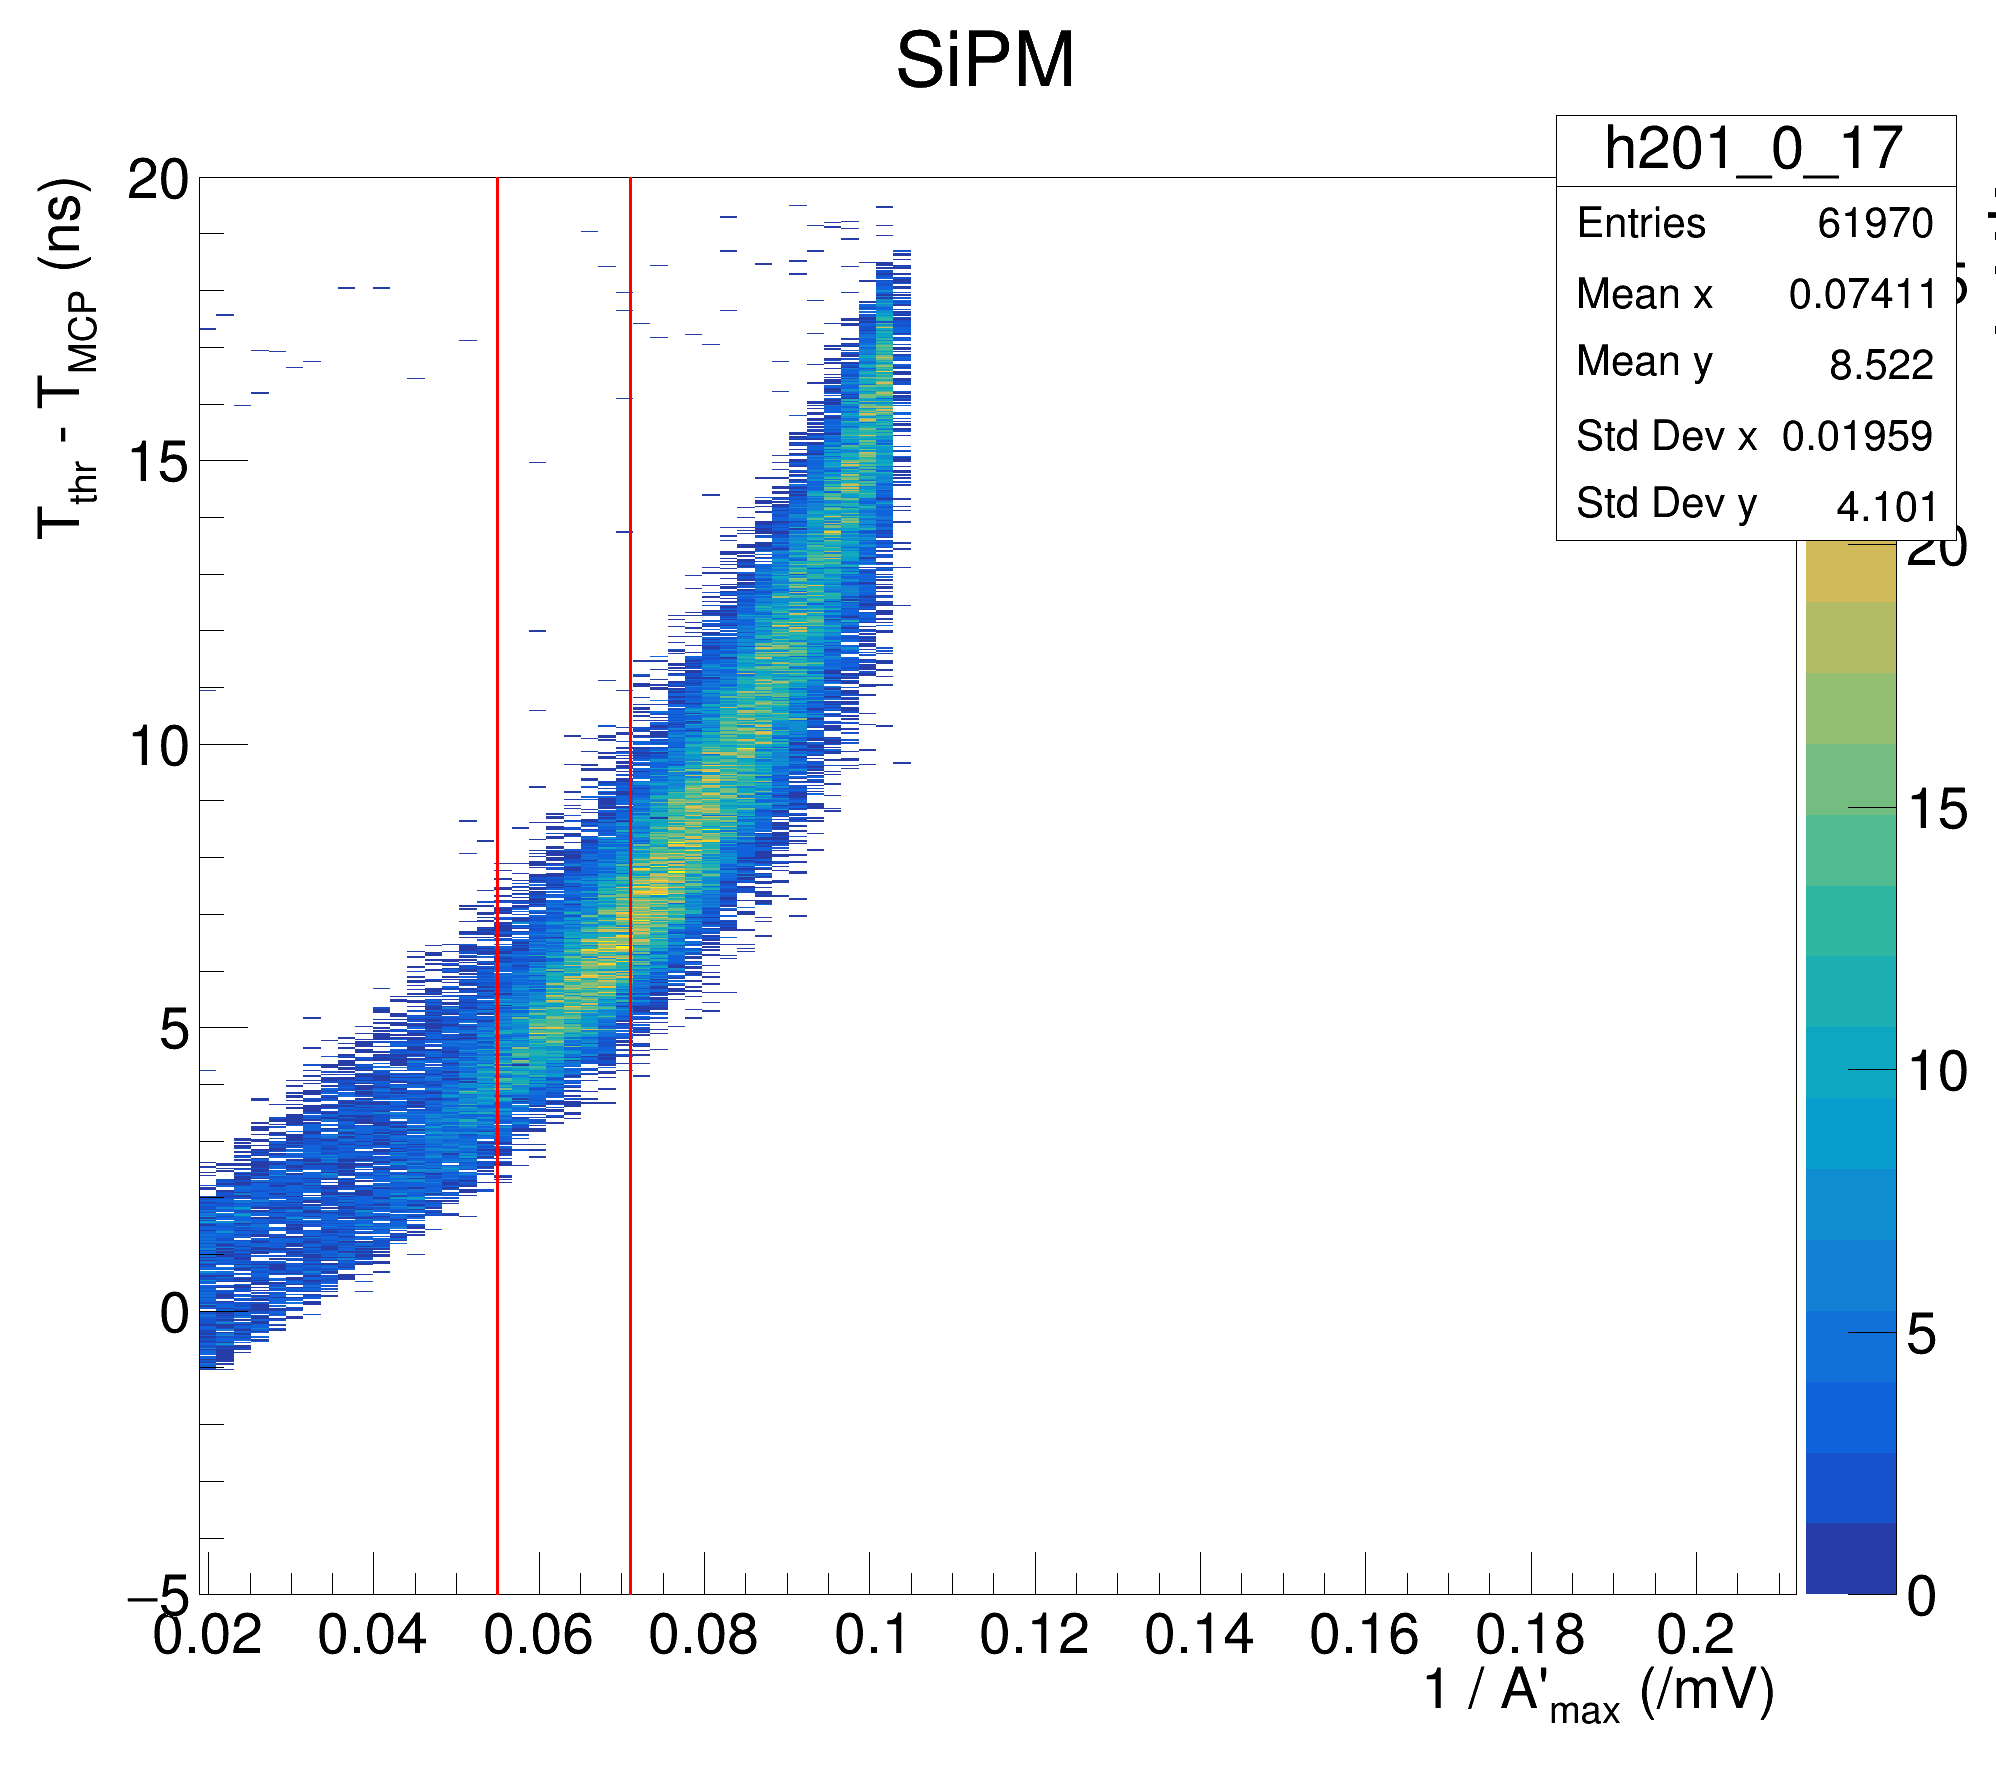 SiPM
h201_0_17
Entries 61970
Mean x 0.07411
Mean y 8.522
Std Dev x 0.01959
Std Dev y 4.101
T_thr - T_MCP (ns)
20
15
10
5
0
−5
0.02 0.04 0.06 0.08 0.1 0.12 0.14 0.16 0.18 0.2
1 / A'_max (/mV)
20
15
10
5
0